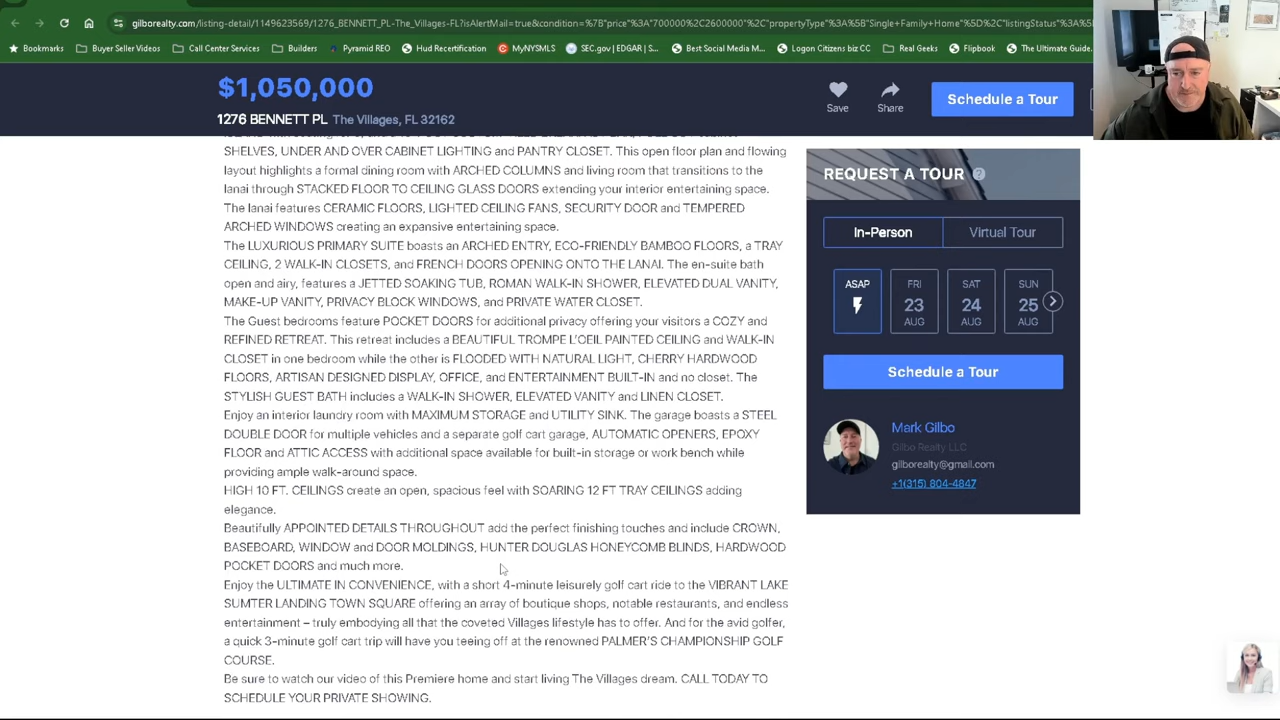 gilborealty.com/listing-detail/1149623569/1276_BENNETT_PL-The_Villages-FL?isAlertMail=true&condition=%7B"price"%3A"700000%2C2600000"%2C"propertyType"%3A%5B"Single+Family+Home"%5D%2C"listingStatus"%3A%5
Bookmarks
Buyer Seller Videos
Call Center Services
Builders
Pyramid REO
Hud Recertification
MyNYSMLS
SEC.gov | EDGAR | S...
Best Social Media M...
Logon Citizens biz CC
Real Geeks
Flipbook
The Ultimate Guide.
$1,050,000
1276 BENNETT PL The Villages, FL 32162
Save
Share
Schedule a Tour
SHELVES, UNDER AND OVER CABINET LIGHTING and PANTRY CLOSET. This open floor plan and flowing
layout highlights a formal dining room with ARCHED COLUMNS and living room that transitions to the
lanai through STACKED FLOOR TO CEILING GLASS DOORS extending your interior entertaining space.
The lanai features CERAMIC FLOORS, LIGHTED CEILING FANS, SECURITY DOOR and TEMPERED
ARCHED WINDOWS creating an expansive entertaining space.
The LUXURIOUS PRIMARY SUITE boasts an ARCHED ENTRY, ECO-FRIENDLY BAMBOO FLOORS, a TRAY
CEILING, 2 WALK-IN CLOSETS, and FRENCH DOORS OPENING ONTO THE LANAI. The en-suite bath
open and airy, features a JETTED SOAKING TUB, ROMAN WALK-IN SHOWER, ELEVATED DUAL VANITY,
MAKE-UP VANITY, PRIVACY BLOCK WINDOWS, and PRIVATE WATER CLOSET.
The Guest bedrooms feature POCKET DOORS for additional privacy offering your visitors a COZY and
REFINED RETREAT. This retreat includes a BEAUTIFUL TROMPE L'OEIL PAINTED CEILING and WALK-IN
CLOSET in one bedroom while the other is FLOODED WITH NATURAL LIGHT, CHERRY HARDWOOD
FLOORS, ARTISAN DESIGNED DISPLAY, OFFICE, and ENTERTAINMENT BUILT-IN and no closet. The
STYLISH GUEST BATH includes a WALK-IN SHOWER, ELEVATED VANITY and LINEN CLOSET.
Enjoy an interior laundry room with MAXIMUM STORAGE and UTILITY SINK. The garage boasts a STEEL
DOUBLE DOOR for multiple vehicles and a separate golf cart garage, AUTOMATIC OPENERS, EPOXY
FLOOR and ATTIC ACCESS with additional space available for built-in storage or work bench while
providing ample walk-around space.
HIGH 10 FT. CEILINGS create an open, spacious feel with SOARING 12 FT TRAY CEILINGS adding
elegance.
Beautifully APPOINTED DETAILS THROUGHOUT add the perfect finishing touches and include CROWN,
BASEBOARD, WINDOW and DOOR MOLDINGS, HUNTER DOUGLAS HONEYCOMB BLINDS, HARDWOOD
POCKET DOORS and much more.
Enjoy the ULTIMATE IN CONVENIENCE, with a short 4-minute leisurely golf cart ride to the VIBRANT LAKE
SUMTER LANDING TOWN SQUARE offering an array of boutique shops, notable restaurants, and endless
entertainment – truly embodying all that the coveted Villages lifestyle has to offer. And for the avid golfer,
a quick 3-minute golf cart trip will have you teeing off at the renowned PALMER'S CHAMPIONSHIP GOLF
COURSE.
Be sure to watch our video of this Premiere home and start living The Villages dream. CALL TODAY TO
SCHEDULE YOUR PRIVATE SHOWING.
REQUEST A TOUR ?
In-Person
Virtual Tour
ASAP
FRI
23
AUG
SAT
24
AUG
SUN
25
AUG
Schedule a Tour
Mark Gilbo
Gilbo Realty LLC
gilborealty@gmail.com
+1(315) 804-4847